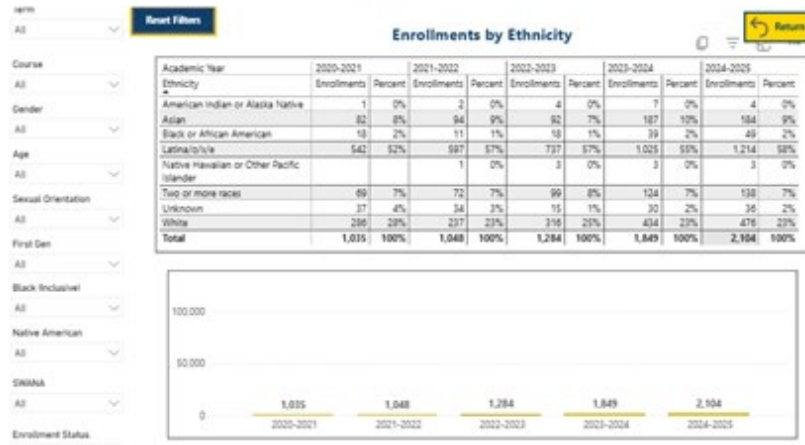 Term
All
Reset Filters
Return
Enrollments by Ethnicity
Course
All
Gender
All
Age
All
Sexual Orientation
All
First Gen
All
Black (Inclusive)
All
Native American
All
SWANA
All
Enrollment Status
Academic Year 2020-2021 2021-2022 2022-2023 2023-2024 2024-2025
Ethnicity Enrollments Percent Enrollments Percent Enrollments Percent Enrollments Percent Enrollments Percent
American Indian or Alaska Native 1 0% 2 0% 4 0% 7 0% 4 0%
Asian 82 8% 94 9% 92 7% 187 10% 184 9%
Black or African American 18 2% 11 1% 18 1% 39 2% 49 2%
Latina/o/x/e 542 52% 597 57% 737 57% 1,025 55% 1,214 58%
Native Hawaiian or Other Pacific 1 0% 3 0% 3 0% 3 0%
Islander
Two or more races 69 7% 72 7% 99 8% 124 7% 138 7%
Unknown 37 4% 34 3% 15 1% 30 2% 36 2%
White 286 28% 237 23% 316 25% 434 23% 476 23%
Total 1,035 100% 1,048 100% 1,284 100% 1,849 100% 2,104 100%
100,000
50,000
0
1,035 1,048 1,284 1,849 2,104
2020-2021 2021-2022 2022-2023 2023-2024 2024-2025